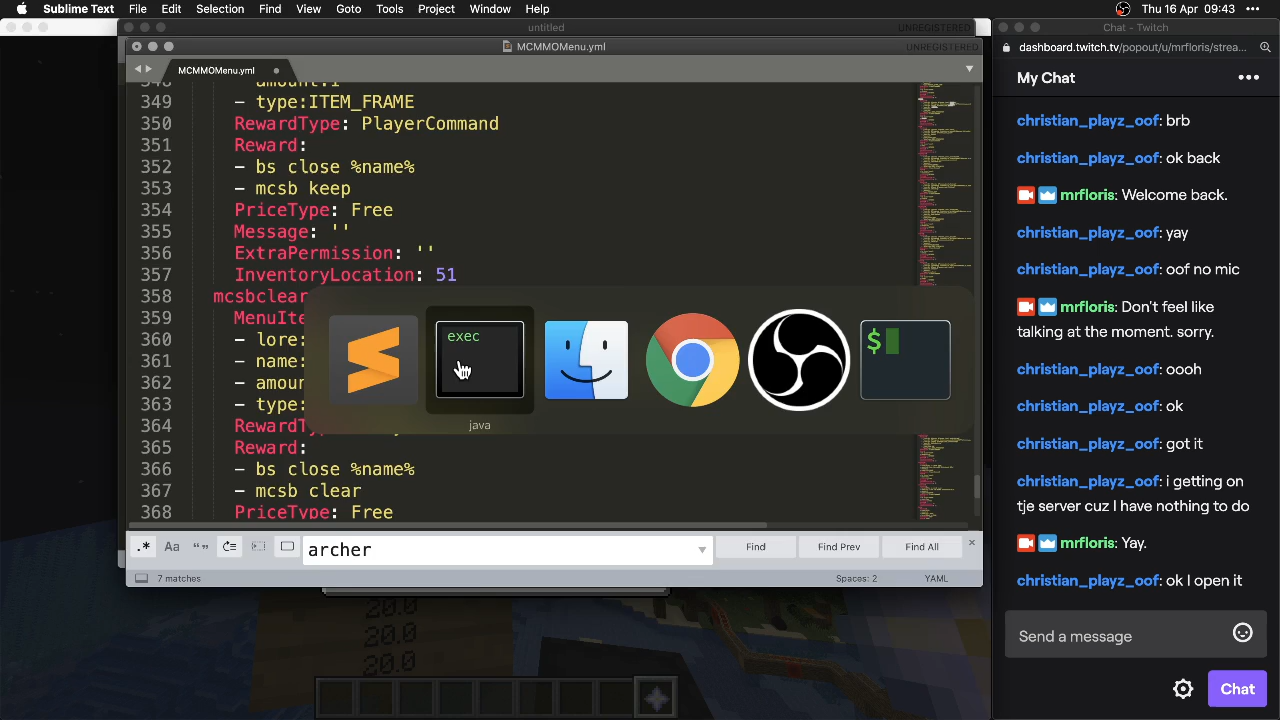 Sublime Text File Edit Selection Find View Goto Tools Project Window Help
Thu 16 Apr 09:43
untitled
UNREGISTERED
MCMMOMenu.yml
UNREGISTERED
MCMMOMenu.yml
348 amount:1
349 - type:ITEM_FRAME
350 RewardType: PlayerCommand
351 Reward:
352 - bs close %name%
353 - mcsb keep
354 PriceType: Free
355 Message: ''
356 ExtraPermission: ''
357 InventoryLocation: 51
358 mcsbclear
359 MenuIte
360 - lore:
361 - name:
362 - amou
363 - type:
364 RewardTy
365 Reward:
366 - bs close %name%
367 - mcsb clear
368 PriceType: Free
exec
$
java
.* Aa “”
archer
Find
Find Prev
Find All
7 matches
Spaces: 2
YAML
20.0
20.0
20.0
Chat - Twitch
dashboard.twitch.tv/popout/u/mrfloris/strea...
My Chat
christian_playz_oof: brb
christian_playz_oof: ok back
mrfloris: Welcome back.
christian_playz_oof: yay
christian_playz_oof: oof no mic
mrfloris: Don't feel like
talking at the moment. sorry.
christian_playz_oof: oooh
christian_playz_oof: ok
christian_playz_oof: got it
christian_playz_oof: i getting on
tje server cuz I have nothing to do
mrfloris: Yay.
christian_playz_oof: ok I open it
Send a message
Chat